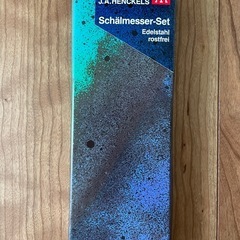 J.A.HENCKELS
Schälmesser-Set
Edelstahl
rostfrei